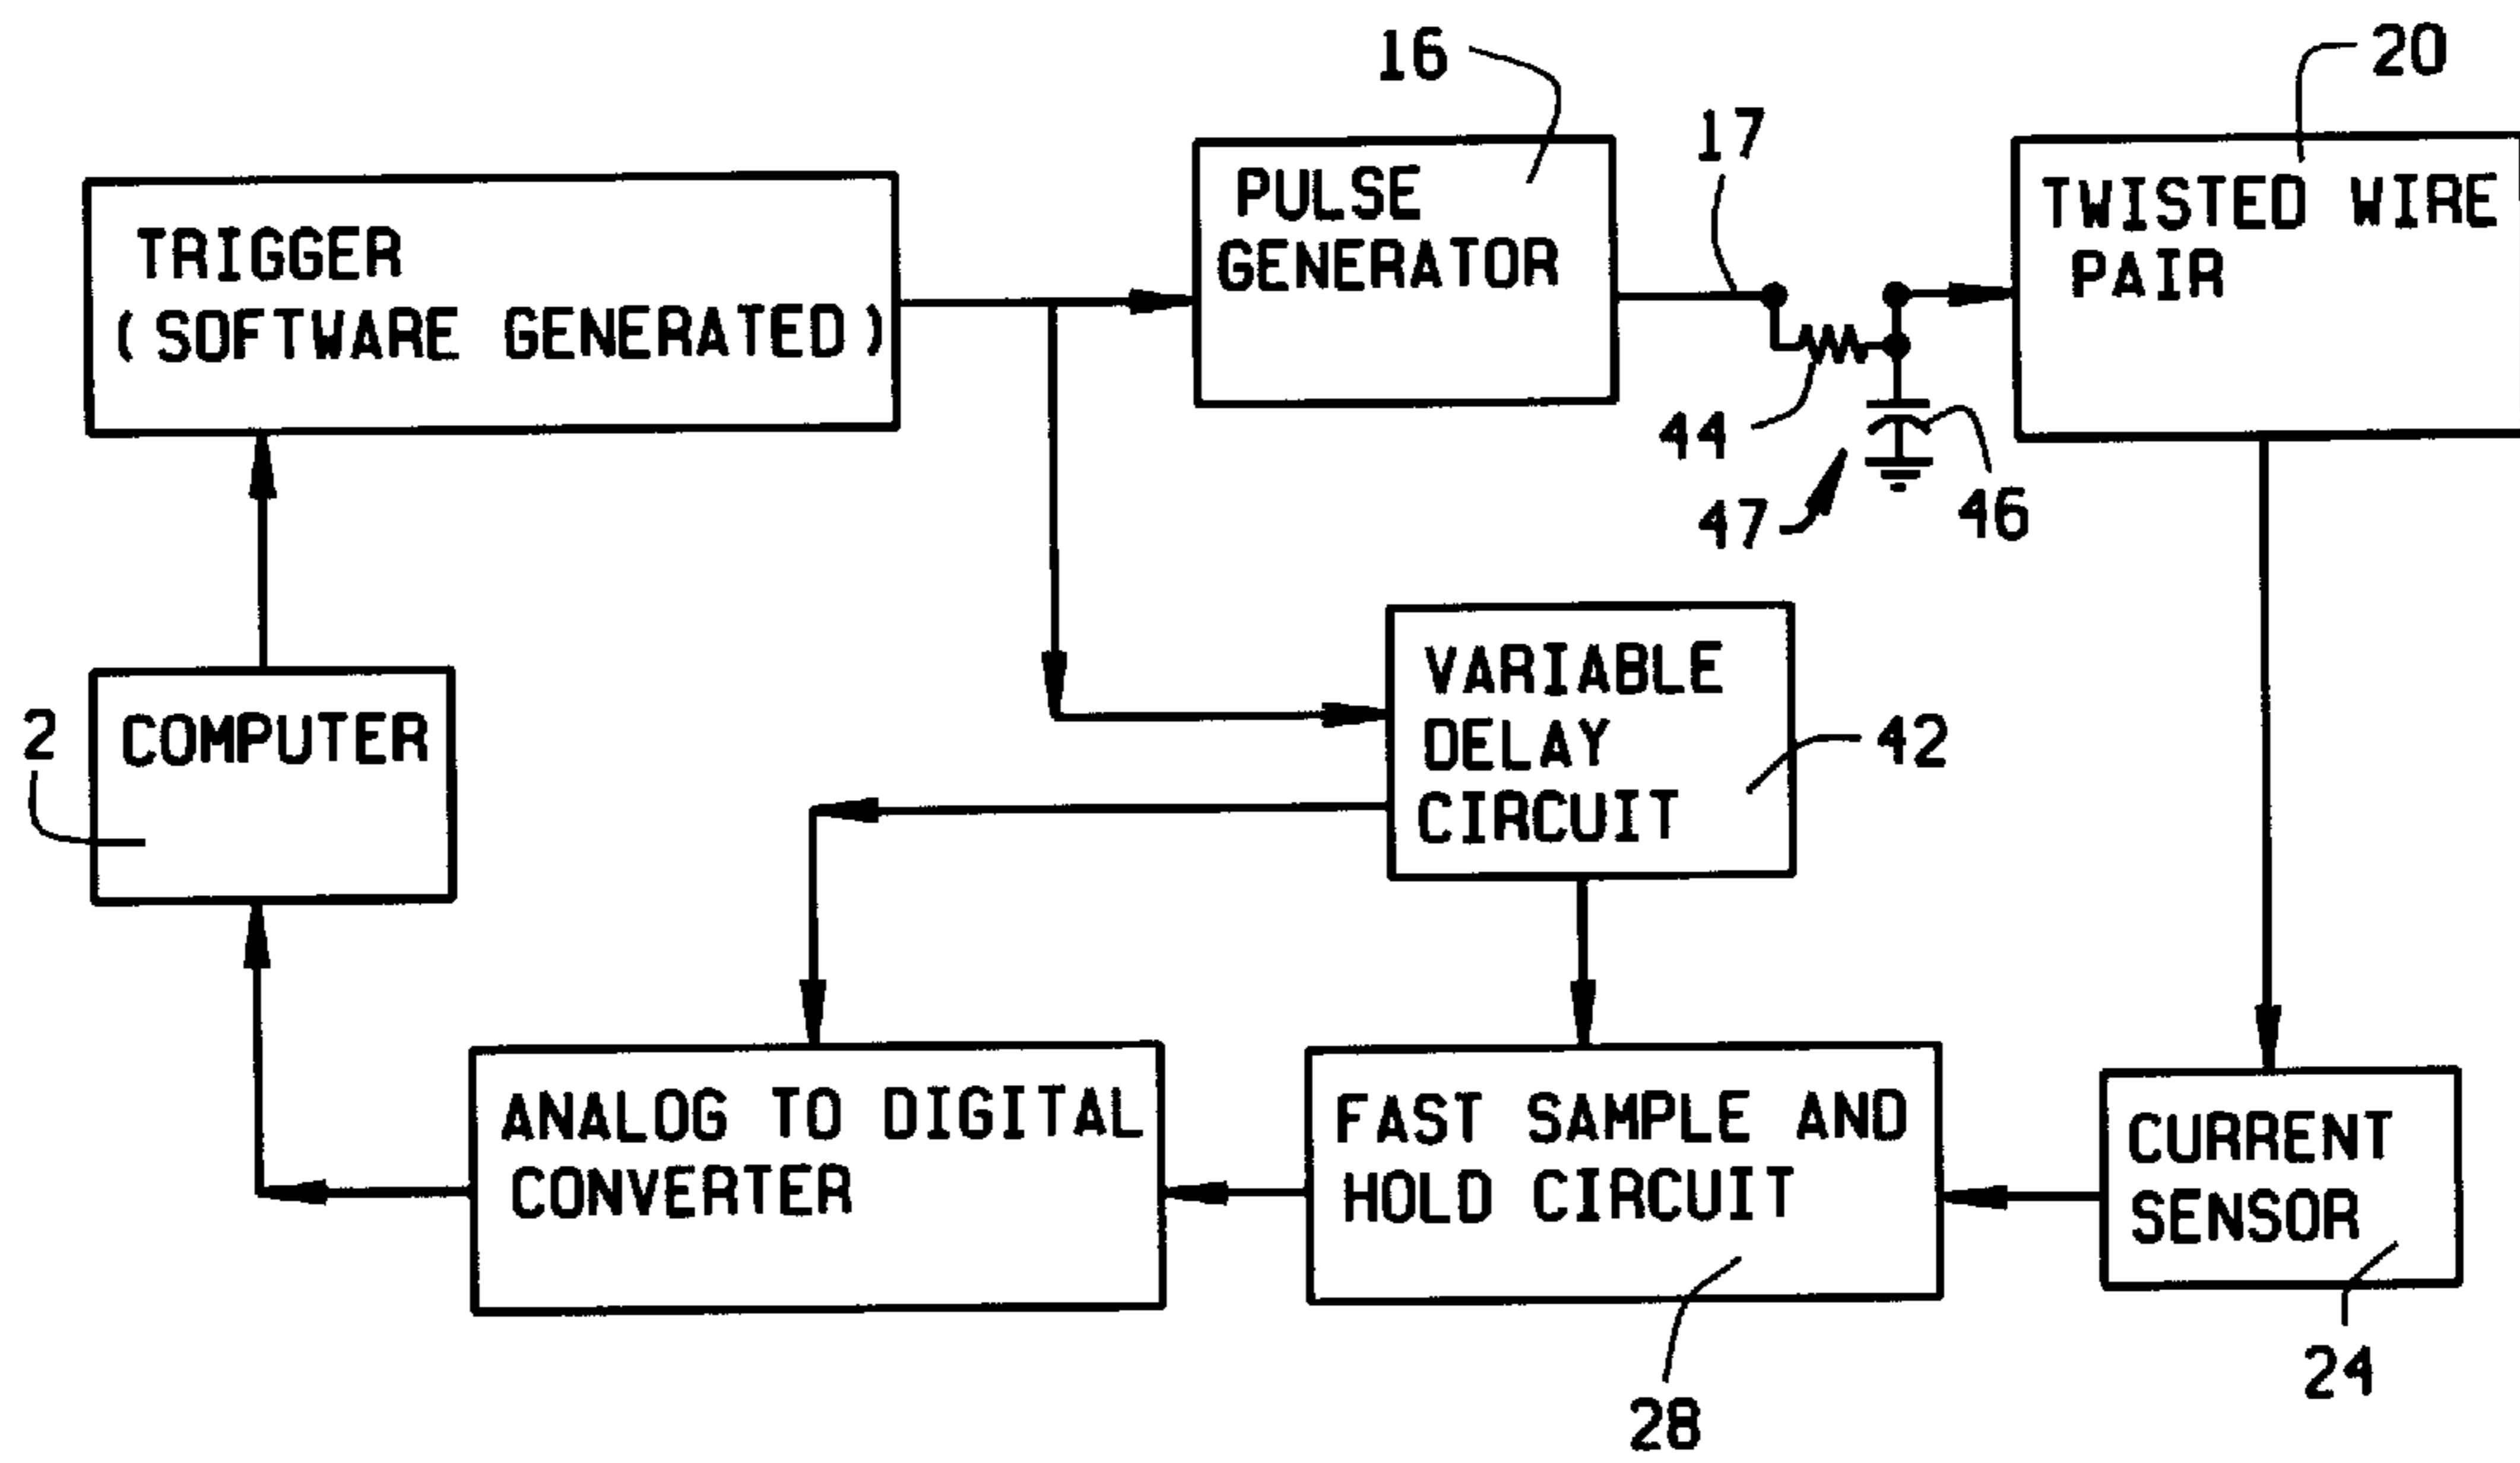 16
20
17
PULSE
GENERATOR
TWISTED WIRE
PAIR
TRIGGER
(SOFTWARE GENERATED)
44
47
46
VARIABLE
DELAY
CIRCUIT
42
2
COMPUTER
ANALOG TO DIGITAL
CONVERTER
FAST SAMPLE AND
HOLD CIRCUIT
CURRENT
SENSOR
24
28